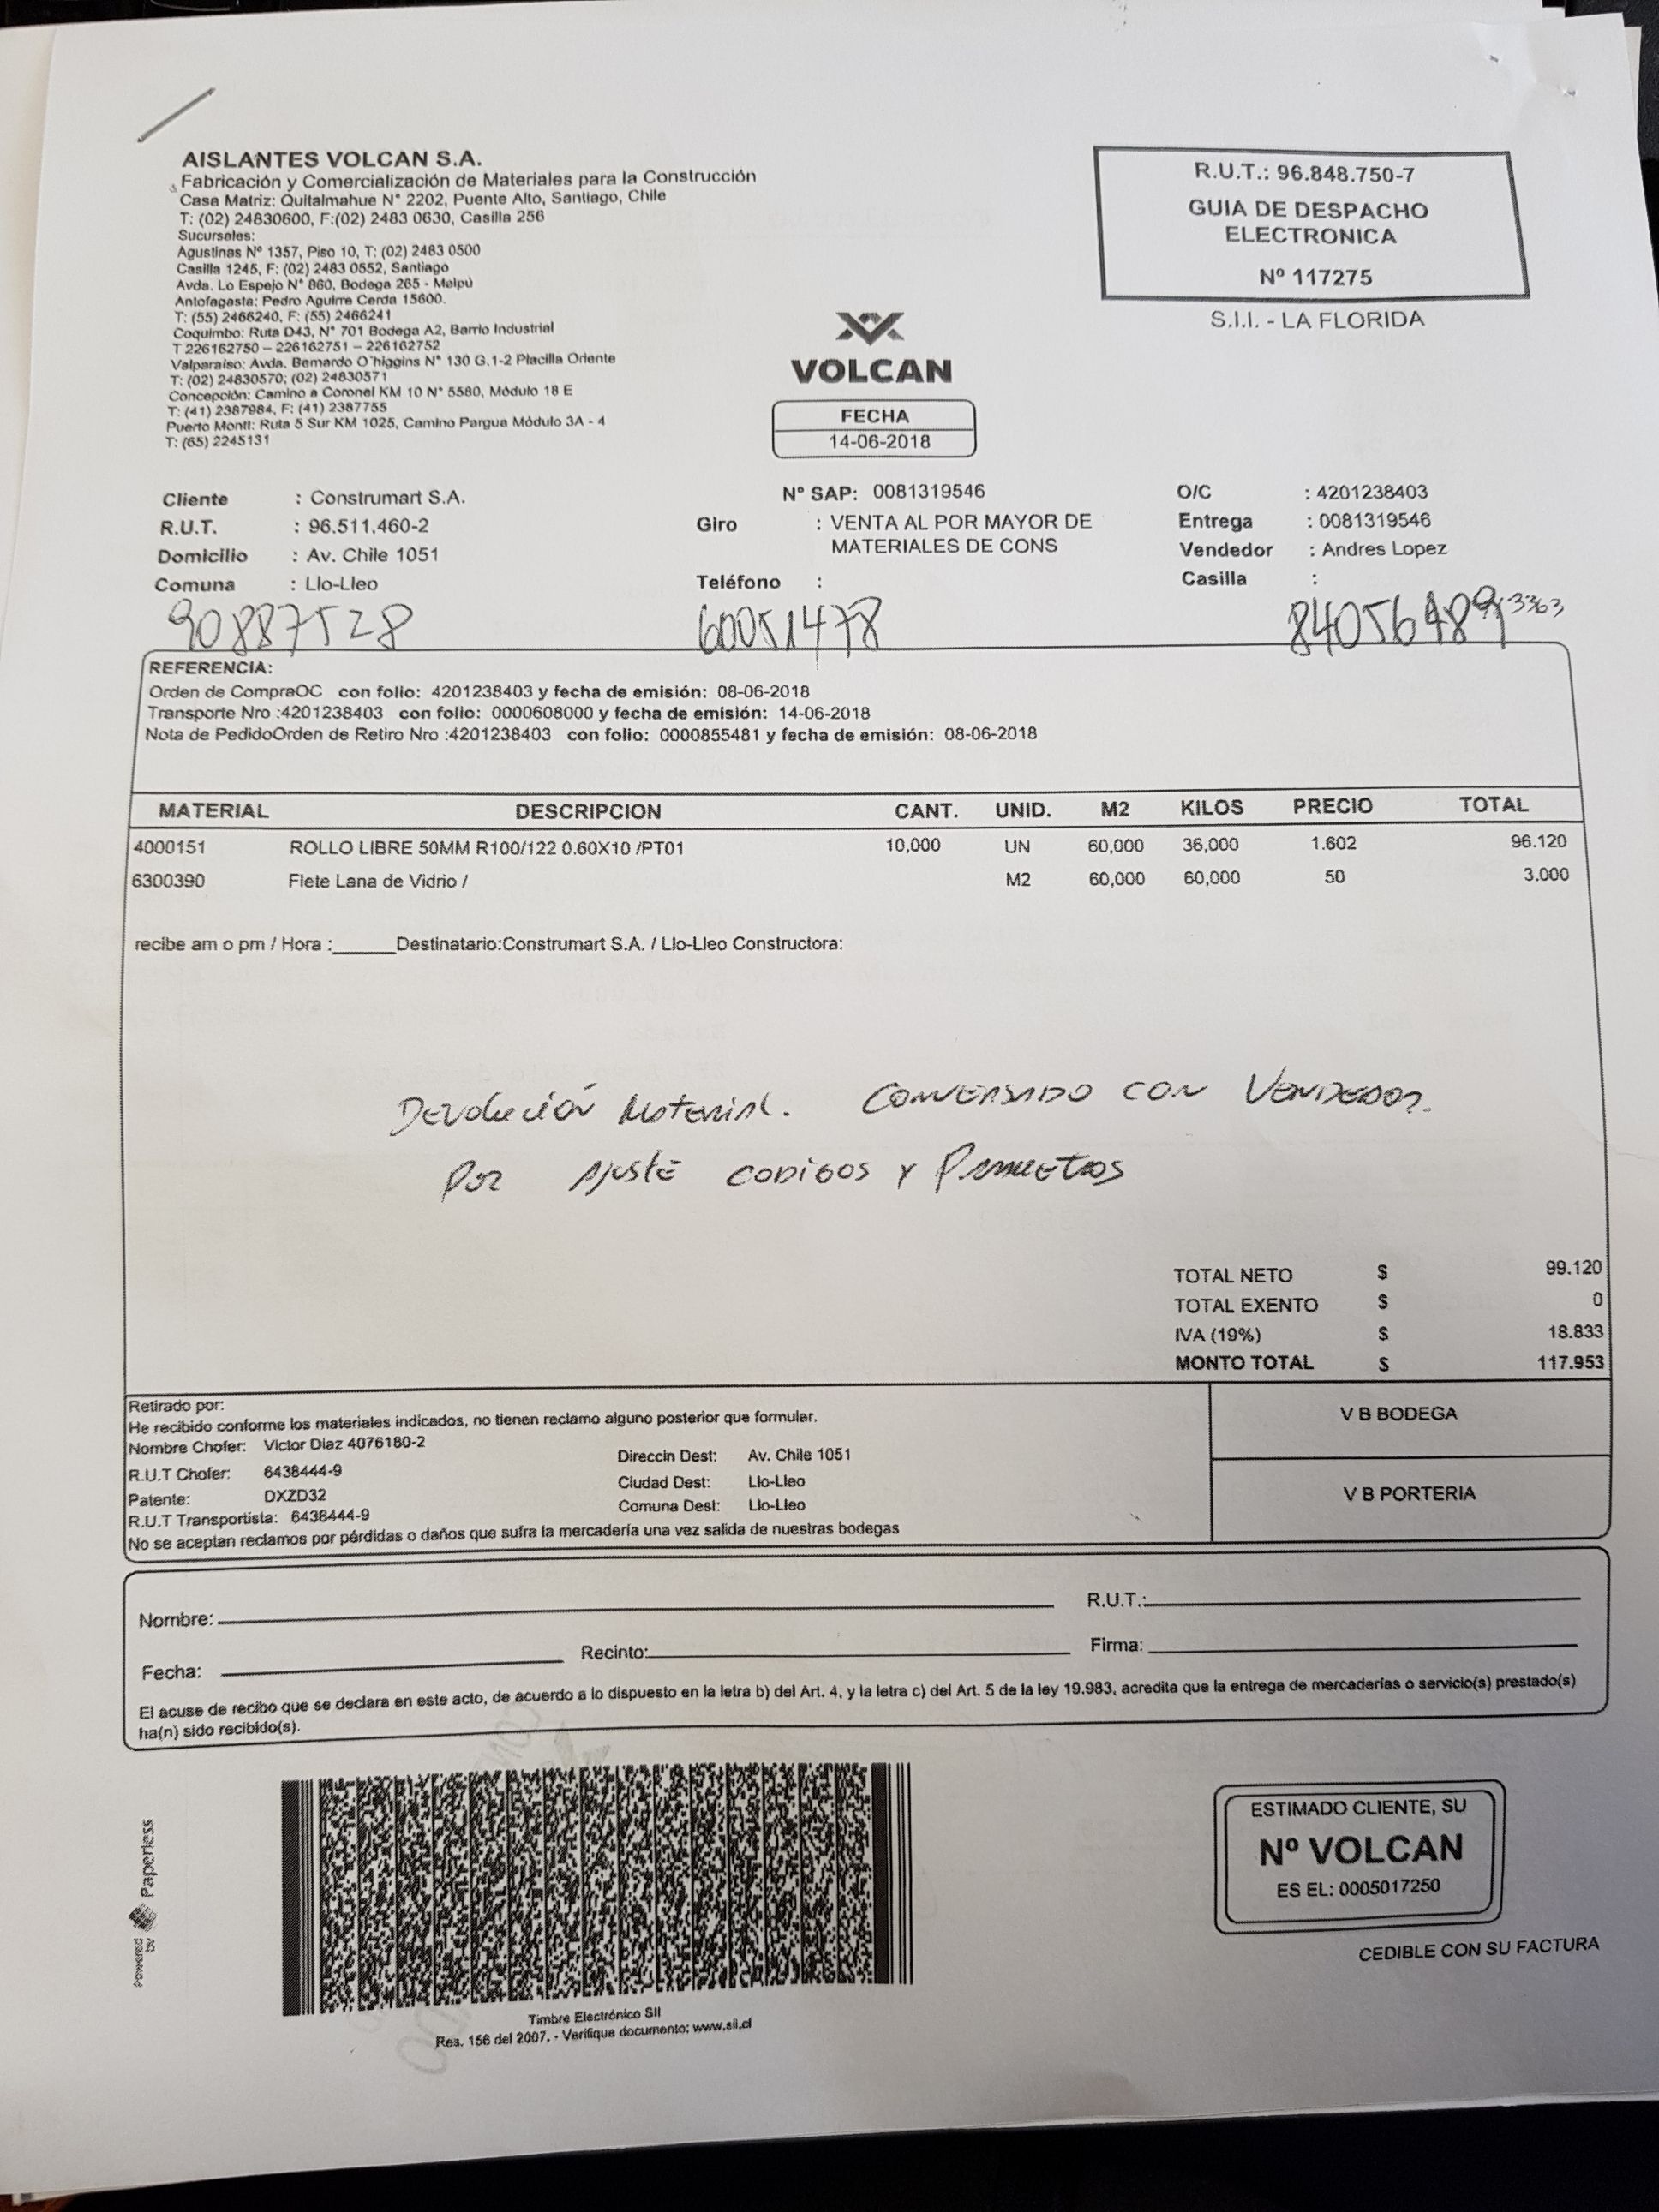 AISLANTES VOLCAN S.A.
Fabricación y Comercialización de Materiales para la Construcción
Casa Matriz: Quitalmahue N° 2202, Puente Alto, Santiago, Chile
T: (02) 24830600, F:(02) 2483 0630, Casilla 256
Sucursales:
Agustinas Nº 1357, Piso 10, T: (02) 2483 0500
Casilla 1245, F: (02) 2483 0552, Santiago
Avda. Lo Espejo N° 860, Bodega 265 - Maipú
Antofagasta: Pedro Aguirre Cerda 15600.
T: (55) 2466240, F: (55) 2466241
Coquimbo: Ruta D43, N° 701 Bodega A2, Barrio Industrial
T 226162750 – 226162751 – 226162752
Valparaíso: Avda. Bernardo O´higgins N° 130 G.1-2 Placilla Oriente
T: (02) 24830570; (02) 24830571
Concepción: Camino a Coronel KM 10 N° 5580, Módulo 18 E
T: (41) 2387984, F: (41) 2387755
Puerto Montt: Ruta 5 Sur KM 1025, Camino Pargua Módulo 3A - 4
T: (65) 2245131
R.U.T.: 96.848.750-7
GUIA DE DESPACHO
ELECTRONICA
Nº 117275
S.I.I. - LA FLORIDA
VOLCAN
FECHA
14-06-2018
Cliente : Construmart S.A. N° SAP: 0081319546 O/C : 4201238403
R.U.T. : 96.511.460-2 Giro : VENTA AL POR MAYOR DE Entrega : 0081319546
MATERIALES DE CONS
Domicilio : Av. Chile 1051 Vendedor : Andres Lopez
Comuna : Llo-Lleo Teléfono : Casilla :
90887528 60051478 84056489 3363
REFERENCIA:
Orden de CompraOC con folio: 4201238403 y fecha de emisión: 08-06-2018
Transporte Nro :4201238403 con folio: 0000608000 y fecha de emisión: 14-06-2018
Nota de PedidoOrden de Retiro Nro :4201238403 con folio: 0000855481 y fecha de emisión: 08-06-2018
MATERIAL DESCRIPCION CANT. UNID. M2 KILOS PRECIO TOTAL
4000151 ROLLO LIBRE 50MM R100/122 0.60X10 /PT01 10,000 UN 60,000 36,000 1.602 96.120
6300390 Flete Lana de Vidrio / M2 60,000 60,000 50 3.000
recibe am o pm / Hora :______Destinatario:Construmart S.A. / Llo-Lleo Constructora:
Devolución Material. Conversado con Vendedor.
Por Ajuste codigos y Parametros
TOTAL NETO $ 99.120
TOTAL EXENTO $ 0
IVA (19%) $ 18.833
MONTO TOTAL $ 117.953
Retirado por:
He recibido conforme los materiales indicados, no tienen reclamo alguno posterior que formular.
Nombre Chofer: Victor Diaz 4076180-2
R.U.T Chofer: 6438444-9
Patente: DXZD32
R.U.T Transportista: 6438444-9
Direccin Dest: Av. Chile 1051
Ciudad Dest: Llo-Lleo
Comuna Dest: Llo-Lleo
No se aceptan reclamos por pérdidas o daños que sufra la mercadería una vez salida de nuestras bodegas
V B BODEGA
V B PORTERIA
Nombre: R.U.T.:
Fecha: Recinto: Firma:
El acuse de recibo que se declara en este acto, de acuerdo a lo dispuesto en la letra b) del Art. 4, y la letra c) del Art. 5 de la ley 19.983, acredita que la entrega de mercaderías o servicio(s) prestado(s)
ha(n) sido recibido(s).
Powered by Paperless
Timbre Electrónico SII
Res. 156 del 2007, - Verifique documento: www.sii.cl
ESTIMADO CLIENTE, SU
Nº VOLCAN
ES EL: 0005017250
CEDIBLE CON SU FACTURA